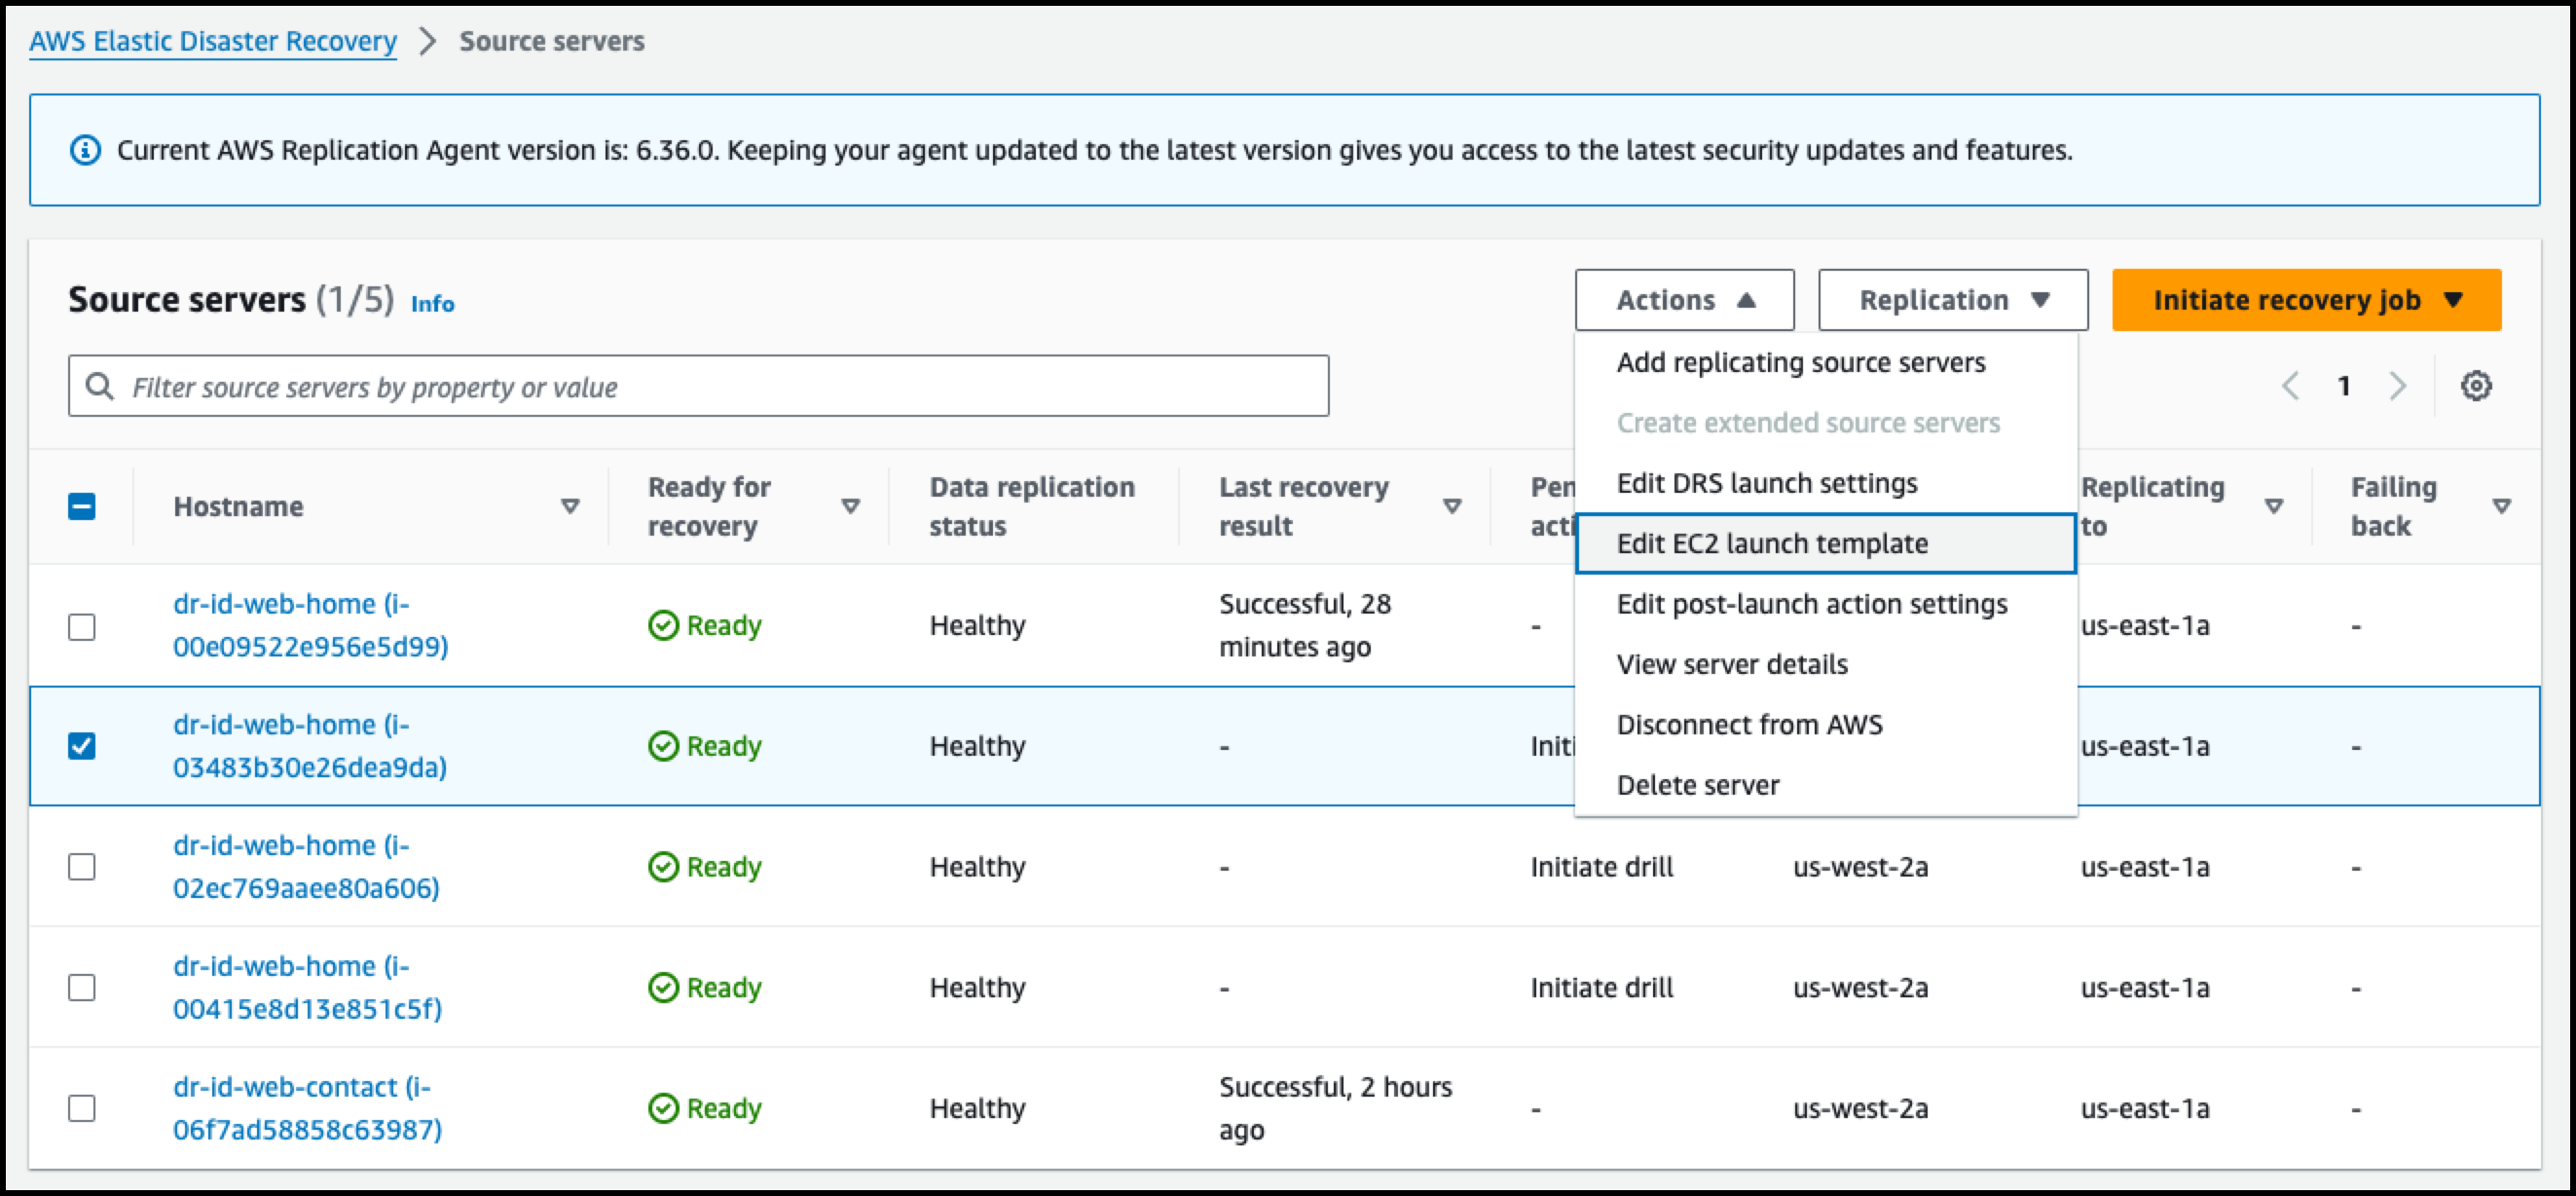 AWS Elastic Disaster Recovery > Source servers
Current AWS Replication Agent version is: 6.36.0. Keeping your agent updated to the latest version gives you access to the latest security updates and features.
Source servers (1/5) Info
Actions
Replication
Initiate recovery job
Filter source servers by property or value
1
Add replicating source servers
Create extended source servers
Edit DRS launch settings
Edit EC2 launch template
Edit post-launch action settings
View server details
Disconnect from AWS
Delete server
Hostname
Ready for
recovery
Data replication
status
Last recovery
result
Pen
acti
Replicating
to
Failing
back
dr-id-web-home (i-
00e09522e956e5d99)
Ready
Healthy
Successful, 28
minutes ago
-
us-east-1a
-
dr-id-web-home (i-
03483b30e26dea9da)
Ready
Healthy
-
Initi
us-east-1a
-
dr-id-web-home (i-
02ec769aaee80a606)
Ready
Healthy
-
Initiate drill
us-west-2a
us-east-1a
-
dr-id-web-home (i-
00415e8d13e851c5f)
Ready
Healthy
-
Initiate drill
us-west-2a
us-east-1a
-
dr-id-web-contact (i-
06f7ad58858c63987)
Ready
Healthy
Successful, 2 hours
ago
-
us-west-2a
us-east-1a
-